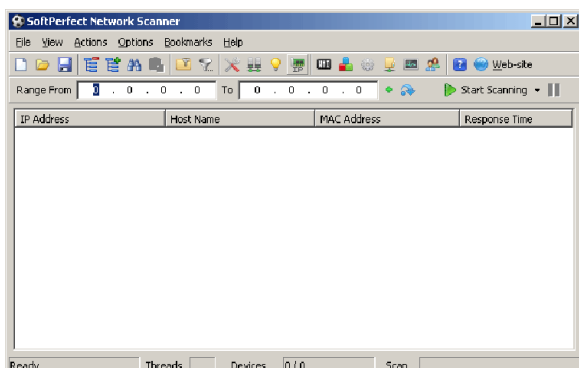 SoftPerfect Network Scanner
File View Actions Options Bookmarks Help
Web-site
Range From 0 . 0 . 0 . 0 To 0 . 0 . 0 . 0 Start Scanning
IP Address Host Name MAC Address Response Time
Ready Threads Devices 0 / 0 Scan